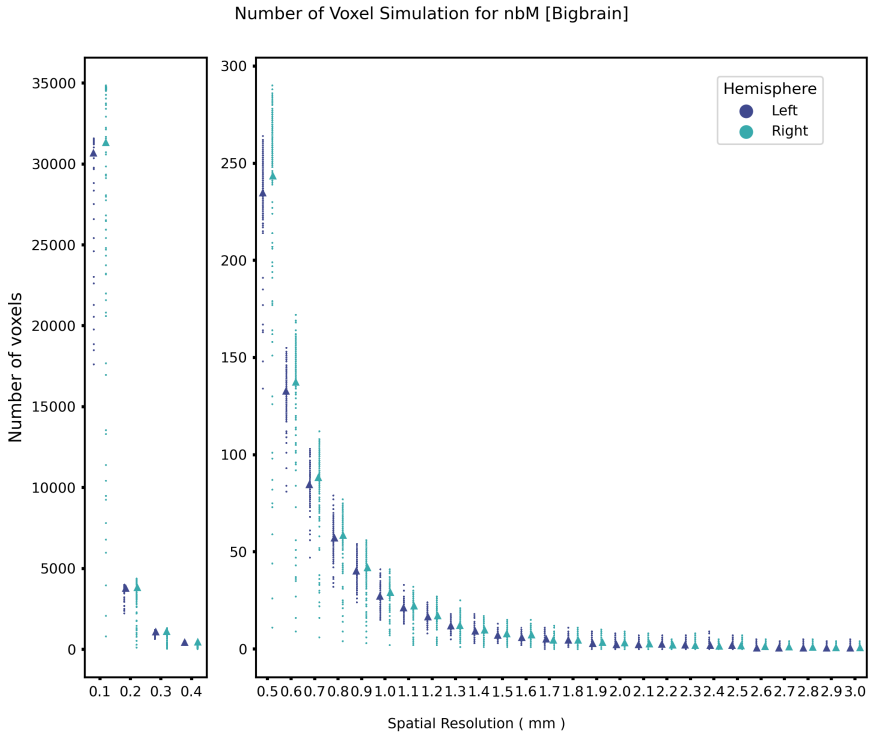 Number of Voxel Simulation for nbM [Bigbrain]
Number of voxels
35000
30000
25000
20000
15000
10000
5000
0
0.1 0.2 0.3 0.4
300
250
200
150
100
50
0
Hemisphere
Left
Right
0.5 0.6 0.7 0.8 0.9 1.0 1.1 1.2 1.3 1.4 1.5 1.6 1.7 1.8 1.9 2.0 2.1 2.2 2.3 2.4 2.5 2.6 2.7 2.8 2.9 3.0
Spatial Resolution ( mm )